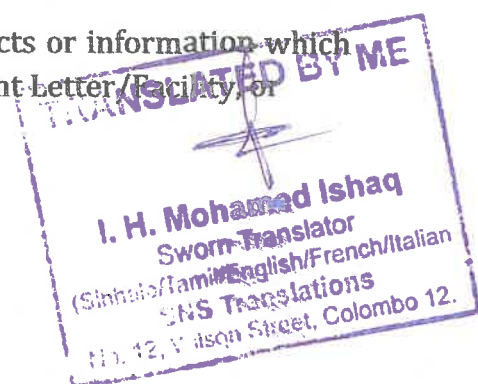 cts or information which
nt Letter/Facility, or
TRANSLATED BY ME
I. H. Mohamed Ishaq
Sworn Translator
(Sinhala/Tamil/English/French/Italian
SNS Translations
No. 12, Wilson Street, Colombo 12.